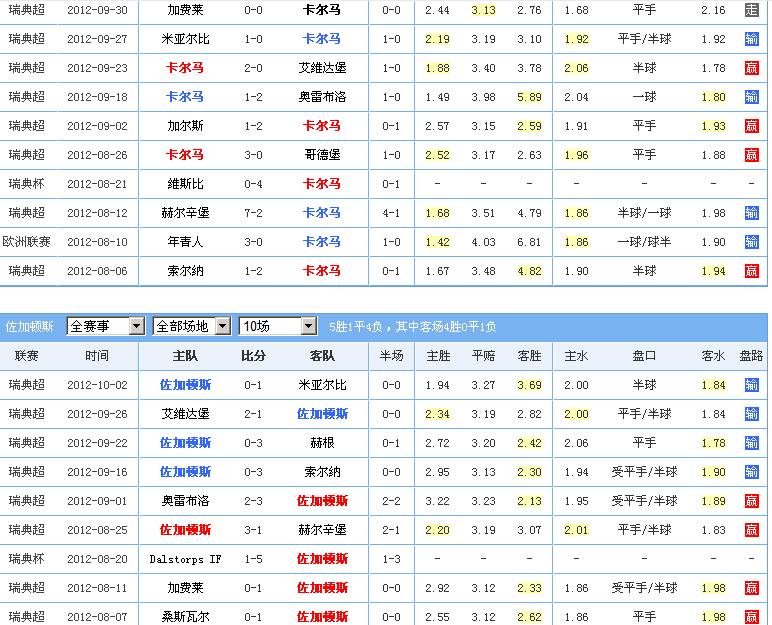 瑞典超 2012-09-30 加费莱 0-0 卡尔马 0-0 2.44 3.13 2.76 1.68 平手 2.16 走
瑞典超 2012-09-27 米亚尔比 1-0 卡尔马 1-0 2.19 3.19 3.10 1.92 平手/半球 1.92 输
瑞典超 2012-09-23 卡尔马 2-0 艾维达堡 1-0 1.88 3.40 3.78 2.06 半球 1.78 赢
瑞典超 2012-09-18 卡尔马 1-2 奥雷布洛 1-0 1.49 3.98 5.89 2.04 一球 1.80 输
瑞典超 2012-09-02 加尔斯 1-2 卡尔马 0-1 2.57 3.15 2.59 1.91 平手 1.93 赢
瑞典超 2012-08-26 卡尔马 3-0 哥德堡 1-0 2.52 3.17 2.63 1.96 平手 1.88 赢
瑞典杯 2012-08-21 维斯比 0-4 卡尔马 0-1 - - - - - - -
瑞典超 2012-08-12 赫尔辛堡 7-2 卡尔马 4-1 1.68 3.51 4.79 1.86 半球/一球 1.98 输
欧洲联赛 2012-08-10 年青人 3-0 卡尔马 1-0 1.42 4.03 6.81 1.86 一球/球半 1.90 输
瑞典超 2012-08-06 索尔纳 1-2 卡尔马 0-1 1.67 3.48 4.82 1.90 半球 1.94 赢
佐加顿斯 全赛事 全部场地 10场 5胜1平4负，其中客场4胜0平1负
联赛 时间 主队 比分 客队 半场 主胜 平赔 客胜 主水 盘口 客水 盘路
瑞典超 2012-10-02 佐加顿斯 0-1 米亚尔比 0-0 1.94 3.27 3.69 2.00 半球 1.84 输
瑞典超 2012-09-26 艾维达堡 2-1 佐加顿斯 0-0 2.34 3.19 2.82 2.00 平手/半球 1.84 输
瑞典超 2012-09-22 佐加顿斯 0-3 赫根 0-1 2.72 3.20 2.42 2.06 平手 1.78 输
瑞典超 2012-09-16 佐加顿斯 0-3 索尔纳 0-0 2.95 3.13 2.30 1.94 受平手/半球 1.90 输
瑞典超 2012-09-01 奥雷布洛 2-3 佐加顿斯 2-2 3.22 3.23 2.13 1.95 受平手/半球 1.89 赢
瑞典超 2012-08-25 佐加顿斯 3-1 赫尔辛堡 2-1 2.20 3.19 3.07 2.01 平手/半球 1.83 赢
瑞典杯 2012-08-20 Dalstorps IF 1-5 佐加顿斯 1-3 - - - - - - -
瑞典超 2012-08-11 加费莱 0-1 佐加顿斯 0-0 2.92 3.12 2.33 1.86 受平手/半球 1.98 赢
瑞典超 2012-08-07 桑斯瓦尔 0-1 佐加顿斯 0-0 2.55 3.12 2.62 1.86 平手 1.98 赢